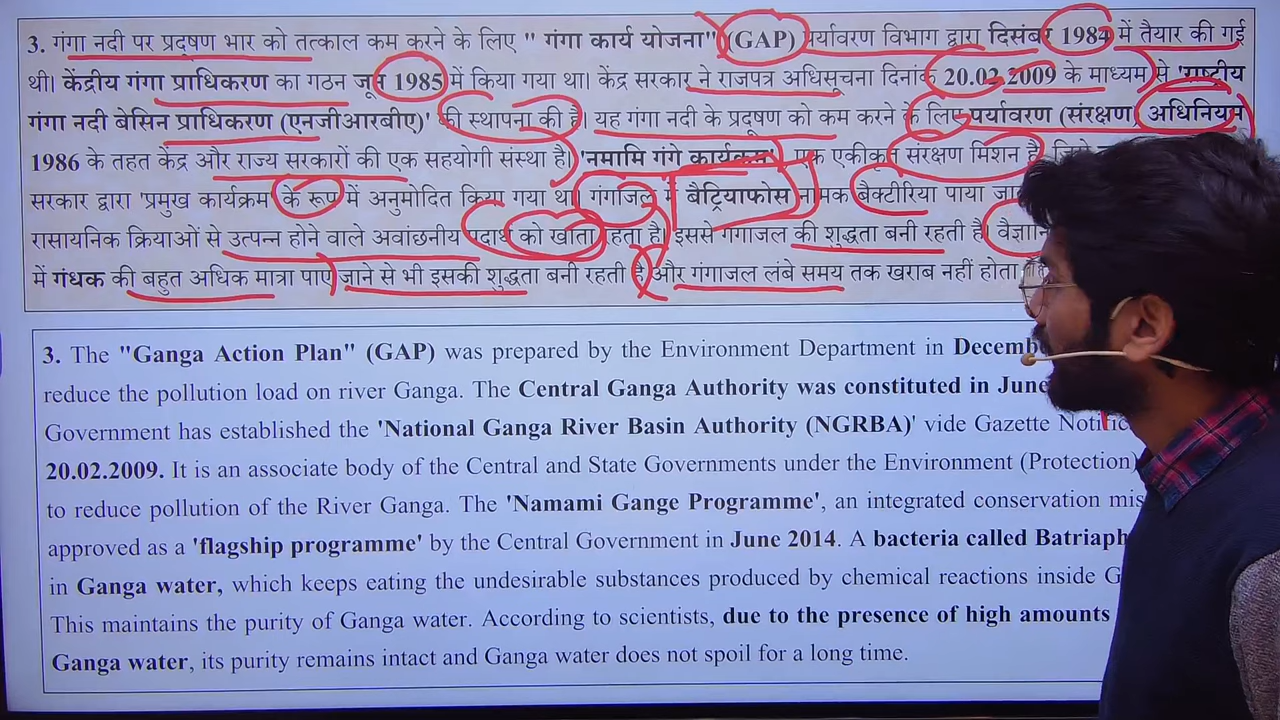 3. गंगा नदी पर प्रदूषण भार को तत्काल कम करने के लिए " गंगा कार्य योजना" (GAP) पर्यावरण विभाग द्वारा दिसंबर 1984 में तैयार की गई
थी। केंद्रीय गंगा प्राधिकरण का गठन जून 1985 में किया गया था। केंद्र सरकार ने राजपत्र अधिसूचना दिनांक 20.02.2009 के माध्यम से 'राष्ट्रीय
गंगा नदी बेसिन प्राधिकरण (एनजीआरबीए)' की स्थापना की है। यह गंगा नदी के प्रदूषण को कम करने के लिए पर्यावरण (संरक्षण) अधिनियम
1986 के तहत केंद्र और राज्य सरकारों की एक सहयोगी संस्था है। 'नमामि गंगे कार्यक्रम', एक एकीकृत संरक्षण मिशन है,
सरकार द्वारा 'प्रमुख कार्यक्रम' के रूप में अनुमोदित किया गया था। गंगाजल में बैट्रियाफोस नामक बैक्टीरिया पाया
रासायनिक क्रियाओं से उत्पन्न होने वाले अवांछनीय पदार्थ को खाता रहता है। इससे गंगाजल की शुद्धता बनी रहती है।
में गंधक की बहुत अधिक मात्रा पाए जाने से भी इसकी शुद्धता बनी रहती है और गंगाजल लंबे समय तक खराब नहीं होता
3. The "Ganga Action Plan" (GAP) was prepared by the Environment Department in
reduce the pollution load on river Ganga. The Central Ganga Authority was constituted in June
Government has established the 'National Ganga River Basin Authority (NGRBA)' vide Gazette
20.02.2009. It is an associate body of the Central and State Governments under the Environment (Protection)
to reduce pollution of the River Ganga. The 'Namami Gange Programme', an integrated conservation
approved as a 'flagship programme' by the Central Government in June 2014. A bacteria called
in Ganga water, which keeps eating the undesirable substances produced by chemical reactions inside
This maintains the purity of Ganga water. According to scientists, due to the presence of high amounts
Ganga water, its purity remains intact and Ganga water does not spoil for a long time.